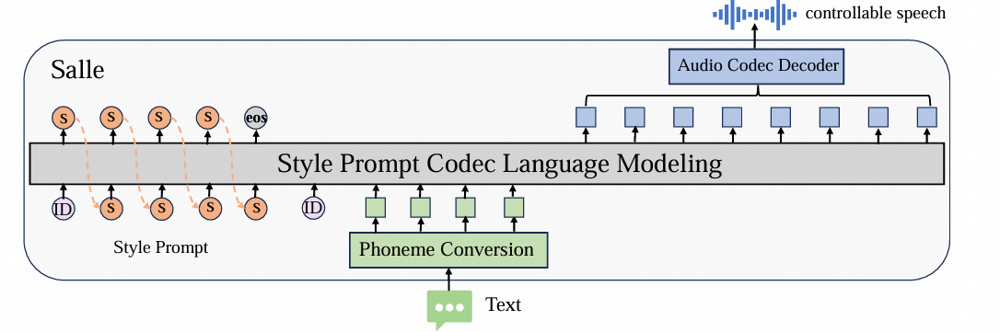 controllable speech
Salle
Audio Codec Decoder
S S S S eos
Style Prompt Codec Language Modeling
ID S S S S ID
Style Prompt
Phoneme Conversion
Text